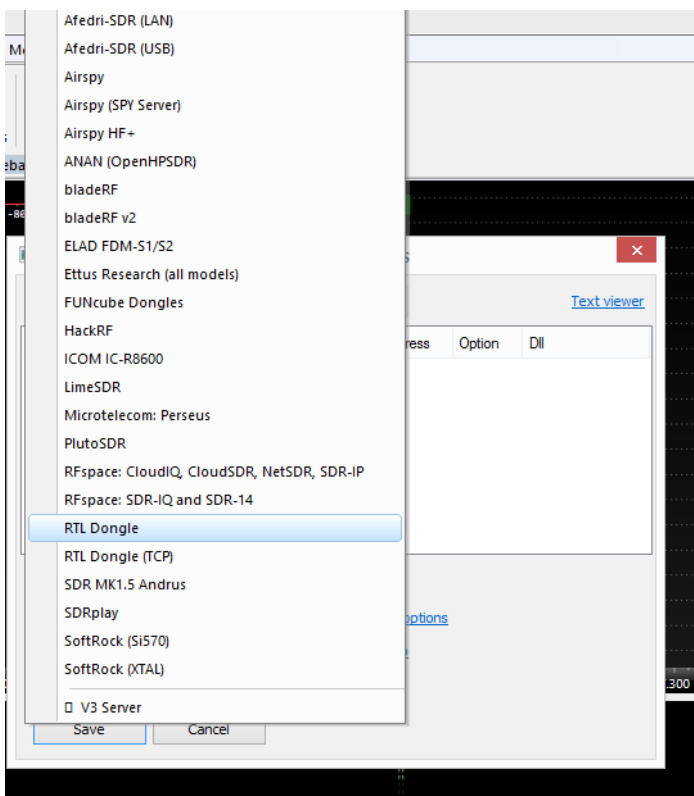 Afedri-SDR (LAN)
Afedri-SDR (USB)
Airspy
Airspy (SPY Server)
Airspy HF+
ANAN (OpenHPSDR)
bladeRF
bladeRF v2
ELAD FDM-S1/S2
Ettus Research (all models)
FUNcube Dongles
HackRF
ICOM IC-R8600
LimeSDR
Microtelecom: Perseus
PlutoSDR
RFspace: CloudIQ, CloudSDR, NetSDR, SDR-IP
RFspace: SDR-IQ and SDR-14
RTL Dongle
RTL Dongle (TCP)
SDR MK1.5 Andrus
SDRplay
SoftRock (Si570)
SoftRock (XTAL)
V3 Server
Text viewer
ress Option Dll
options
.300
Save Cancel